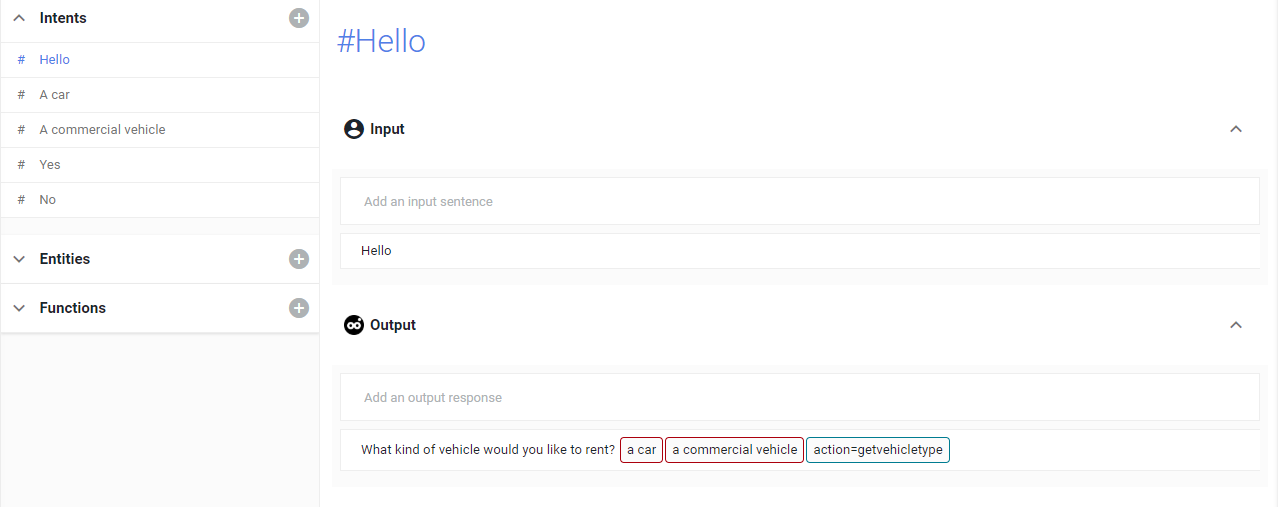 Intents
# Hello
# A car
# A commercial vehicle
# Yes
# No
Entities
Functions
#Hello
Input
Add an input sentence
Hello
Output
Add an output response
What kind of vehicle would you like to rent? a car a commercial vehicle action=getvehicletype